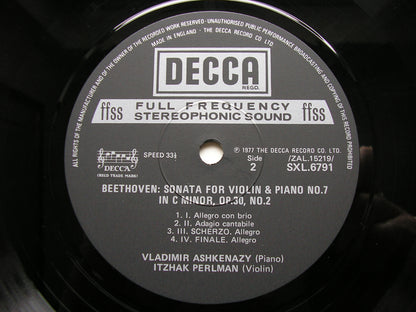 ALL RIGHTS OF THE MANUFACTURER AND OF THE OWNER OF THE RECORDED WORK RESERVED · UNAUTHORISED PUBLIC PERFORMANCE BROADCASTING AND COPYING OF THIS RECORD PROHIBITED
MADE IN ENGLAND · THE DECCA RECORD CO LTD
DECCA
REGD.
ffss FULL FREQUENCY ffss
STEREOPHONIC SOUND
DECCA
(REGD TRADE MARK)
SPEED 33⅓
℗ 1977 THE DECCA RECORD CO LTD
Side
2
/ZAL.15219/
SXL.6791
BEETHOVEN: SONATA FOR VIOLIN & PIANO NO.7
IN C MINOR, OP.30, NO.2
1. I. Allegro con brio
2. II. Adagio cantabile
3. III. SCHERZO. Allegro
4. IV. FINALE. Allegro
VLADIMIR ASHKENAZY (Piano)
ITZHAK PERLMAN (Violin)